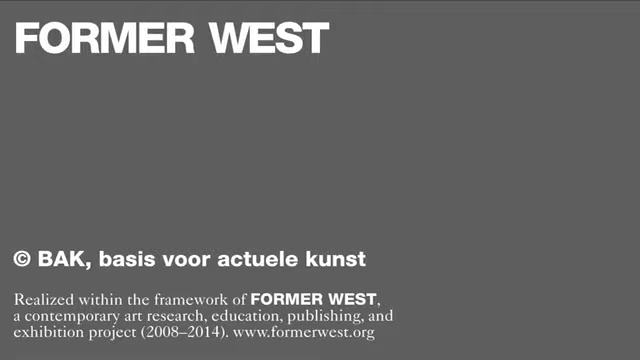 FORMER WEST
© BAK, basis voor actuele kunst
Realized within the framework of FORMER WEST,
a contemporary art research, education, publishing, and
exhibition project (2008–2014). www.formerwest.org